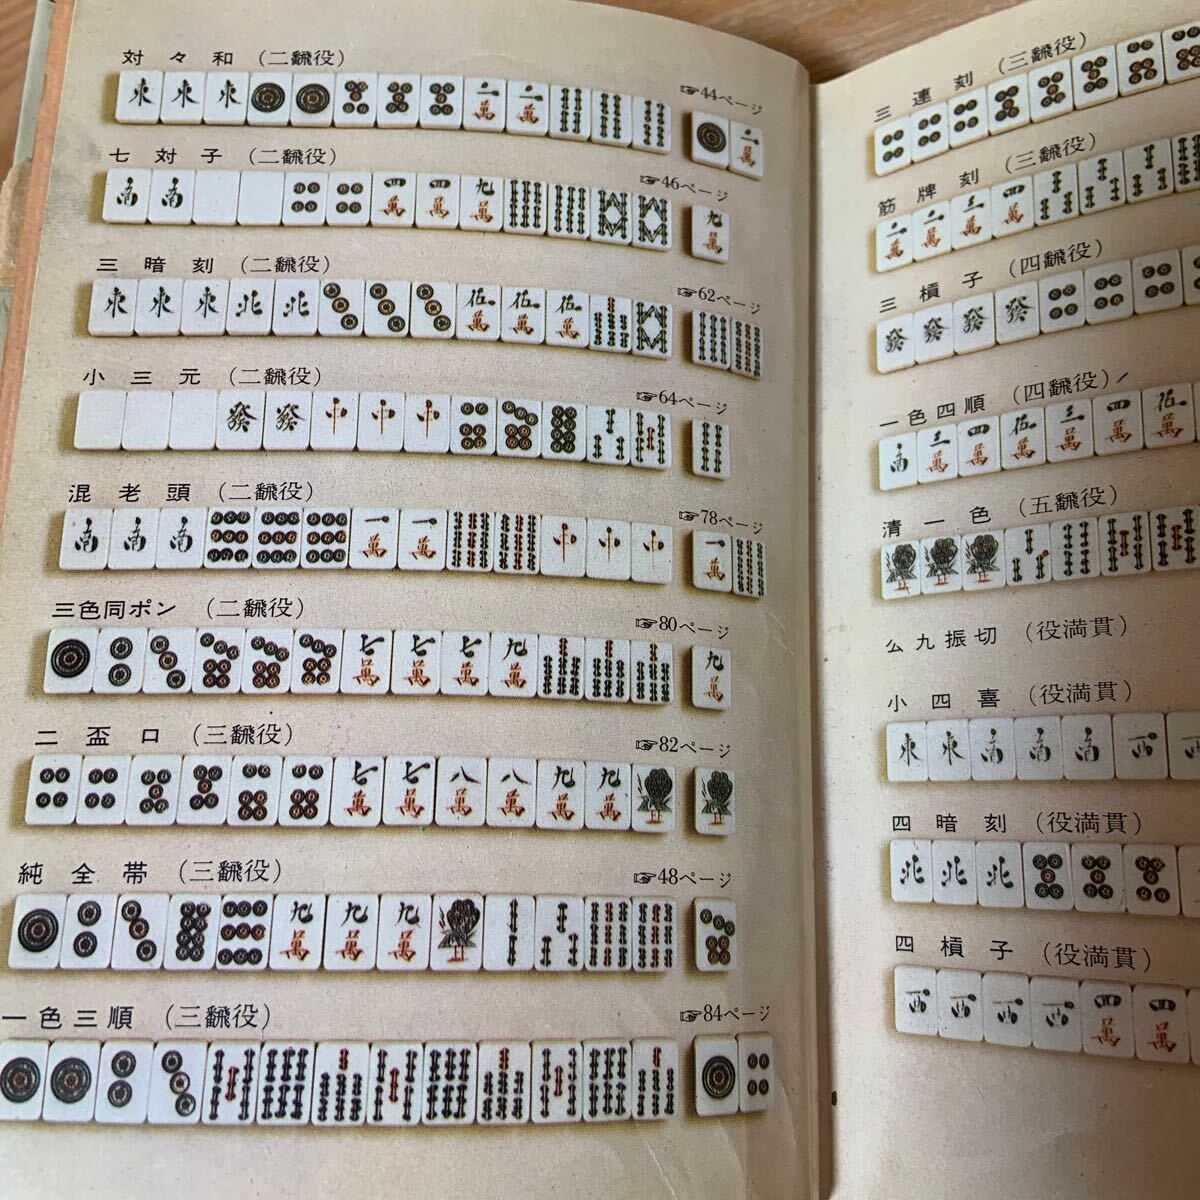 対々和 (二飜役)
☞44ページ
七対子 (二飜役)
☞46ページ
三暗刻 (二飜役)
☞62ページ
小三元 (二飜役)
☞64ページ
混老頭 (二飜役)
☞78ページ
三色同ポン (二飜役)
☞80ページ
二盃口 (三飜役)
☞82ページ
純全帯 (三飜役)
☞48ページ
一色三順 (三飜役)
☞84ページ
三連刻 (三飜役)
筋牌刻 (三飜役)
三槓子 (四飜役)
一色四順 (四飜役)
清一色 (五飜役)
么九振切 (役満貫)
小四喜 (役満貫)
四暗刻 (役満貫)
四槓子 (役満貫)